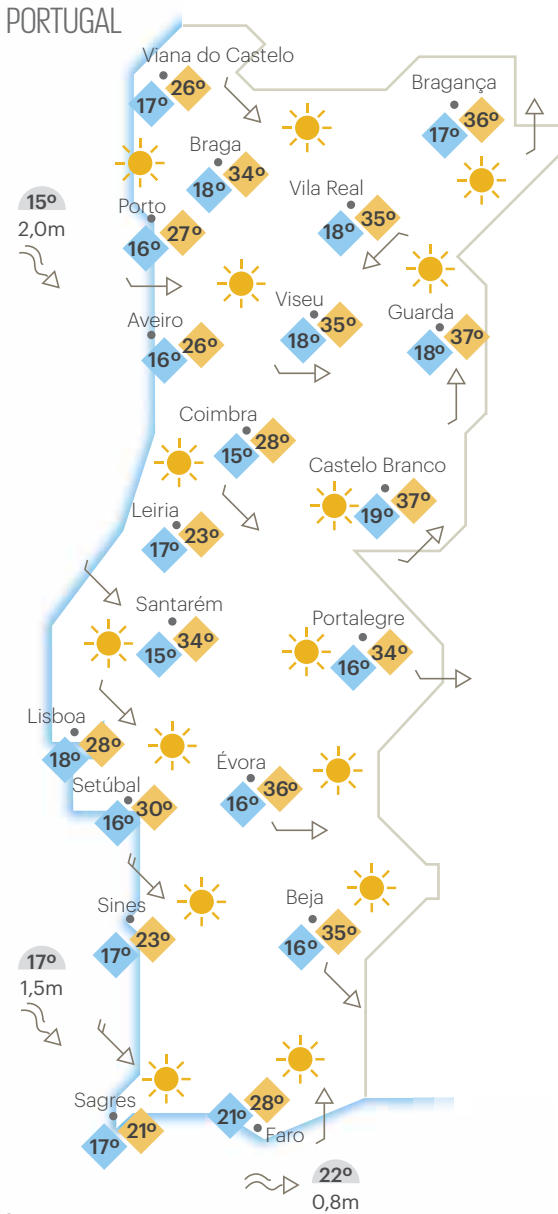 PORTUGAL
Viana do Castelo
17º 26º
Bragança
17º 36º
Braga
18º 34º
Vila Real
18º 35º
15º
2,0m
Porto
16º 27º
Aveiro
16º 26º
Viseu
18º 35º
Guarda
18º 37º
Coimbra
15º 28º
Castelo Branco
19º 37º
Leiria
17º 23º
Santarém
15º 34º
Portalegre
16º 34º
Lisboa
18º 28º
Setúbal
16º 30º
Évora
16º 36º
Sines
17º 23º
Beja
16º 35º
17º
1,5m
Sagres
17º 21º
21º 28º
Faro
22º
0,8m